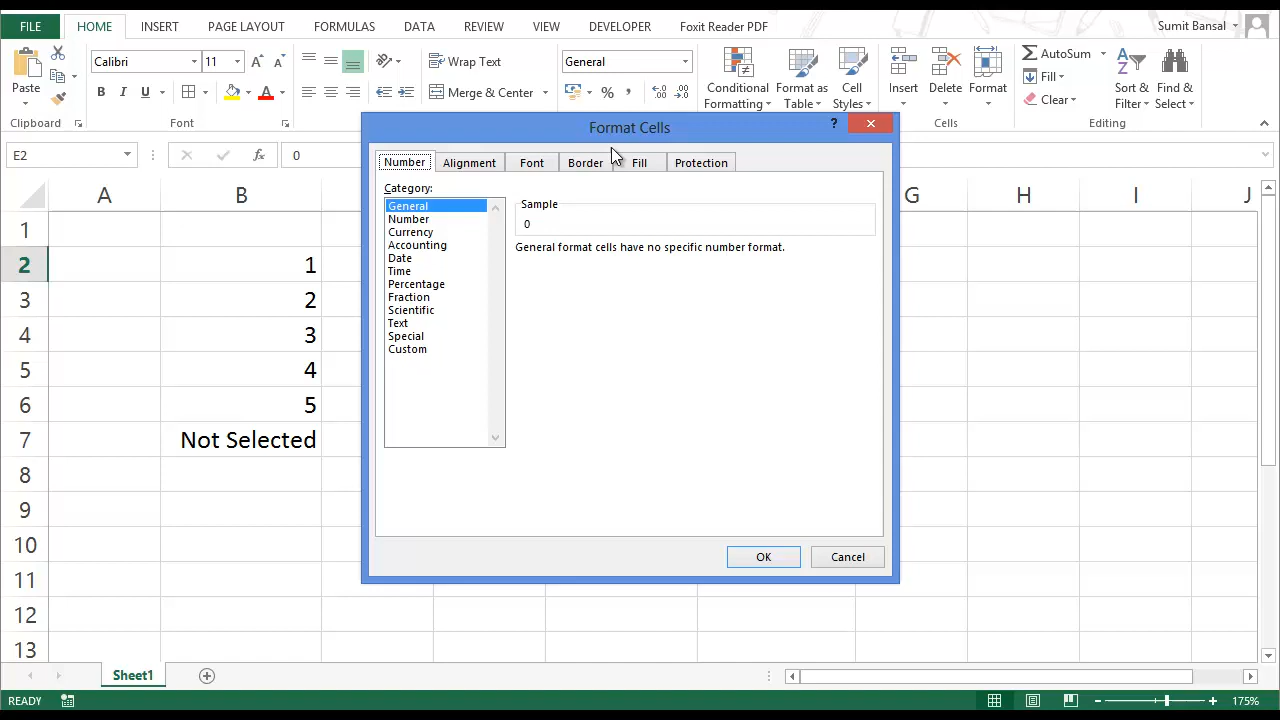 FILE HOME INSERT PAGE LAYOUT FORMULAS DATA REVIEW VIEW DEVELOPER Foxit Reader PDF Sumit Bansal
Paste
Calibri 11
B I U
A A
A
Wrap Text
Merge & Center
General
% ,
Conditional Formatting
Format as Table
Cell Styles
Insert Delete Format
AutoSum
Fill
Clear
Sort & Filter
Find & Select
Clipboard Font Cells Editing
E2 fx 0
Format Cells ?
Number Alignment Font Border Fill Protection
Category:
General
Number
Currency
Accounting
Date
Time
Percentage
Fraction
Scientific
Text
Special
Custom
Sample
0
General format cells have no specific number format.
OK Cancel
A B G H I J
1
2 1
3 2
4 3
5 4
6 5
7 Not Selected
8
9
10
11
12
13
Sheet1
READY 175%